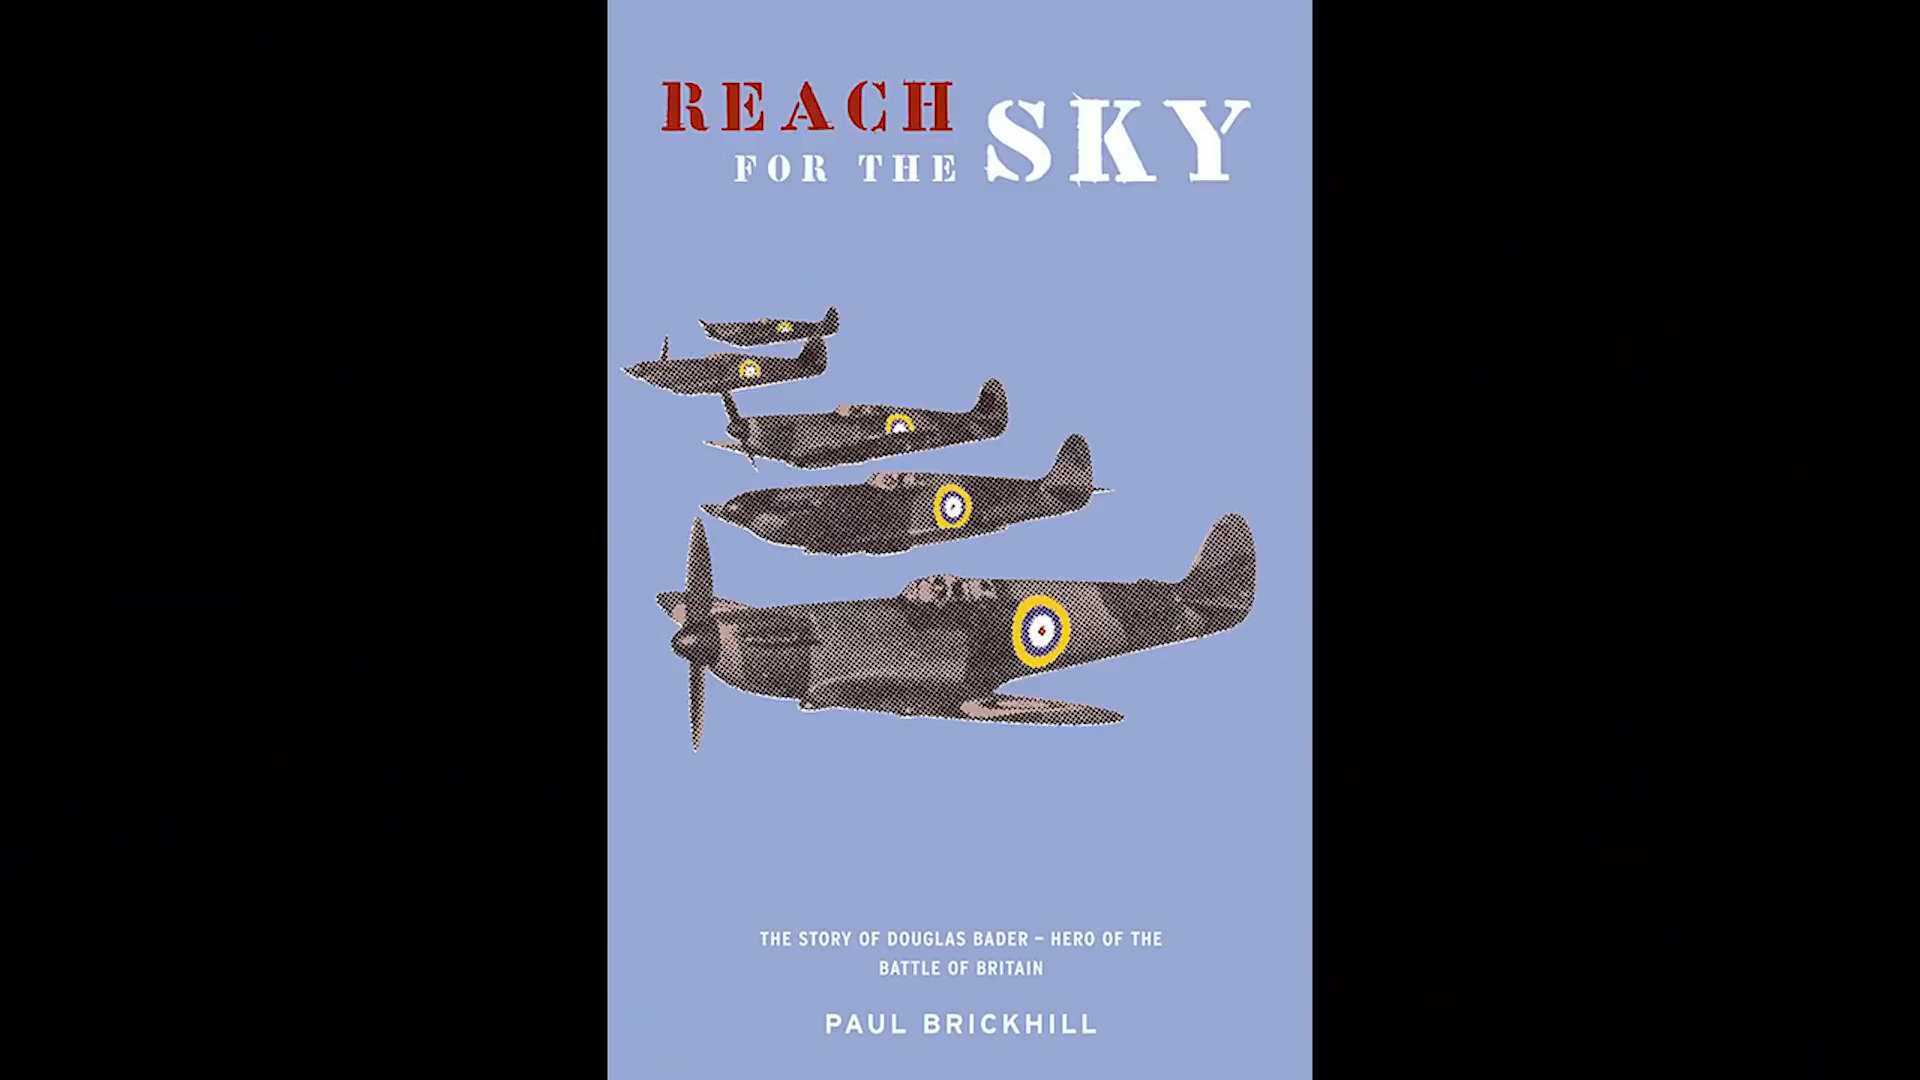 REACH
FOR THE SKY
THE STORY OF DOUGLAS BADER – HERO OF THE
BATTLE OF BRITAIN
PAUL BRICKHILL